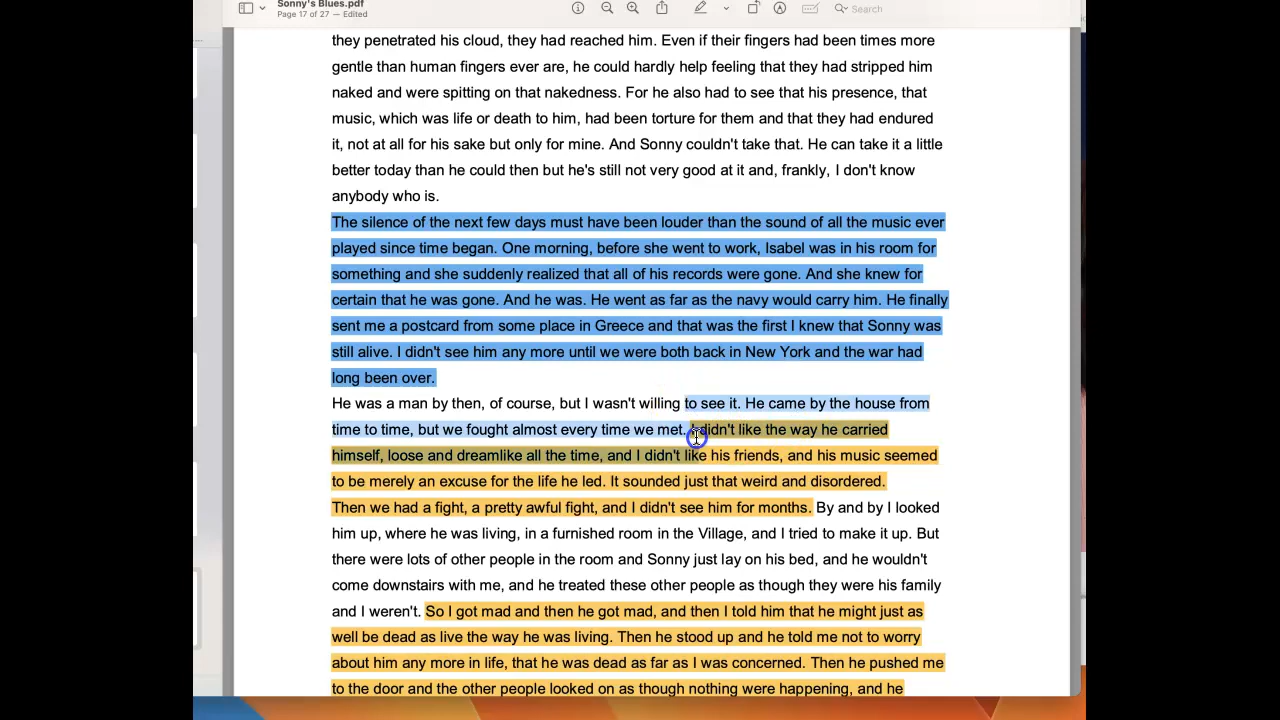 Sonny's Blues.pdf
Page 17 of 27 — Edited
Search
they penetrated his cloud, they had reached him. Even if their fingers had been times more
gentle than human fingers ever are, he could hardly help feeling that they had stripped him
naked and were spitting on that nakedness. For he also had to see that his presence, that
music, which was life or death to him, had been torture for them and that they had endured
it, not at all for his sake but only for mine. And Sonny couldn't take that. He can take it a little
better today than he could then but he's still not very good at it and, frankly, I don't know
anybody who is.
The silence of the next few days must have been louder than the sound of all the music ever
played since time began. One morning, before she went to work, Isabel was in his room for
something and she suddenly realized that all of his records were gone. And she knew for
certain that he was gone. And he was. He went as far as the navy would carry him. He finally
sent me a postcard from some place in Greece and that was the first I knew that Sonny was
still alive. I didn't see him any more until we were both back in New York and the war had
long been over.
He was a man by then, of course, but I wasn't willing to see it. He came by the house from
time to time, but we fought almost every time we met. I didn't like the way he carried
himself, loose and dreamlike all the time, and I didn't like his friends, and his music seemed
to be merely an excuse for the life he led. It sounded just that weird and disordered.
Then we had a fight, a pretty awful fight, and I didn't see him for months. By and by I looked
him up, where he was living, in a furnished room in the Village, and I tried to make it up. But
there were lots of other people in the room and Sonny just lay on his bed, and he wouldn't
come downstairs with me, and he treated these other people as though they were his family
and I weren't. So I got mad and then he got mad, and then I told him that he might just as
well be dead as live the way he was living. Then he stood up and he told me not to worry
about him any more in life, that he was dead as far as I was concerned. Then he pushed me
to the door and the other people looked on as though nothing were happening, and he